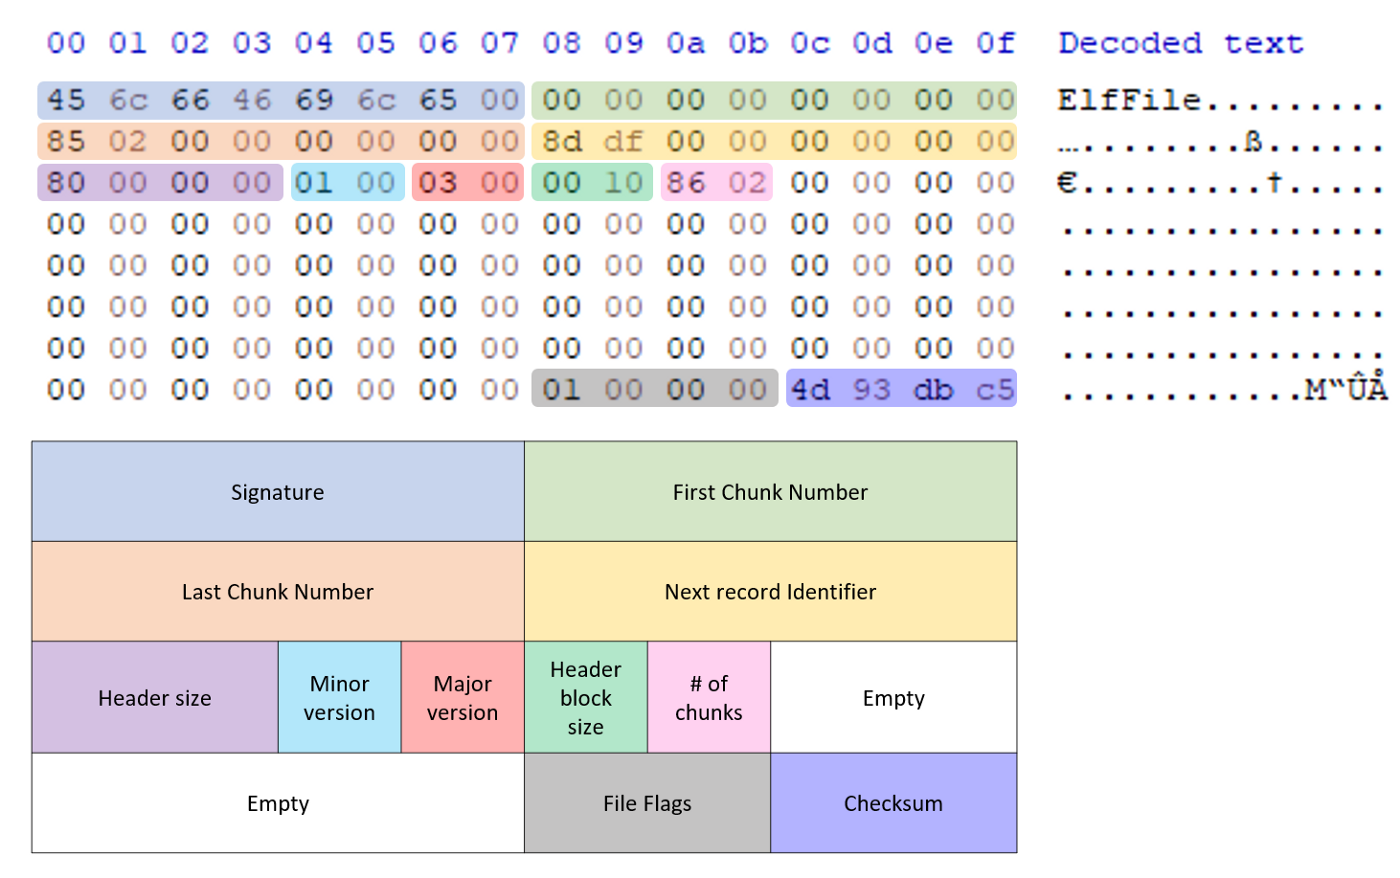 00 01 02 03 04 05 06 07 08 09 0a 0b 0c 0d 0e 0f Decoded text
45 6c 66 46 69 6c 65 00 00 00 00 00 00 00 00 00 ElfFile.........
85 02 00 00 00 00 00 00 8d df 00 00 00 00 00 00 ….........ß......
80 00 00 00 01 00 03 00 00 10 86 02 00 00 00 00 €.........†.....
00 00 00 00 00 00 00 00 00 00 00 00 00 00 00 00 ................
00 00 00 00 00 00 00 00 00 00 00 00 00 00 00 00 ................
00 00 00 00 00 00 00 00 00 00 00 00 00 00 00 00 ................
00 00 00 00 00 00 00 00 00 00 00 00 00 00 00 00 ................
00 00 00 00 00 00 00 00 01 00 00 00 4d 93 db c5 ............M“ÛÅ
Signature
First Chunk Number
Last Chunk Number
Next record Identifier
Header size
Minor
version
Major
version
Header
block
size
# of
chunks
Empty
Empty
File Flags
Checksum